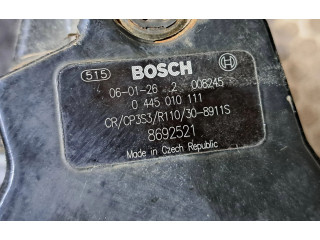 515 BOSCH
06-01-26 2 008245
0 445 010 111
CR/CP3S3/R110/30-8911S
8692521
Made in Czech Republic